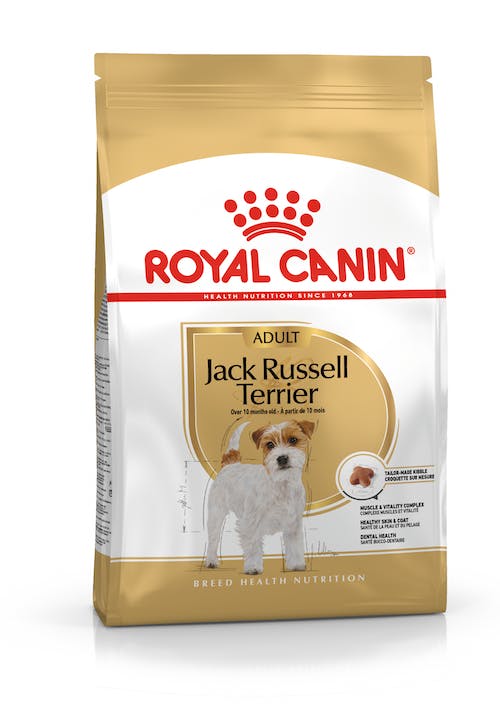 ROYAL CANIN®
HEALTH NUTRITION SINCE 1968
ADULT
Jack Russell
Terrier
Over 10 months old - À partir de 10 mois
TAILOR-MADE KIBBLE
CROQUETTE SUR MESURE
MUSCLE & VITALITY COMPLEX
COMPLEXE MUSCLES ET VITALITÉ
HEALTHY SKIN & COAT
SANTÉ DE LA PEAU ET DU PELAGE
DENTAL HEALTH
SANTÉ BUCCO-DENTAIRE
BREED HEALTH NUTRITION